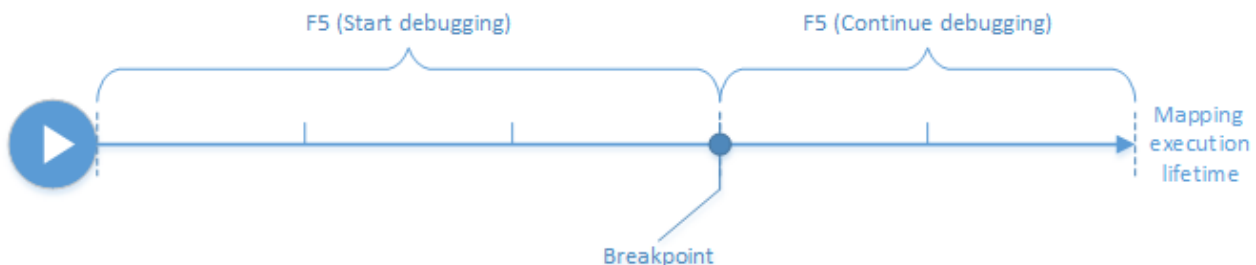 F5 (Start debugging)
F5 (Continue debugging)
Mapping
execution
lifetime
Breakpoint